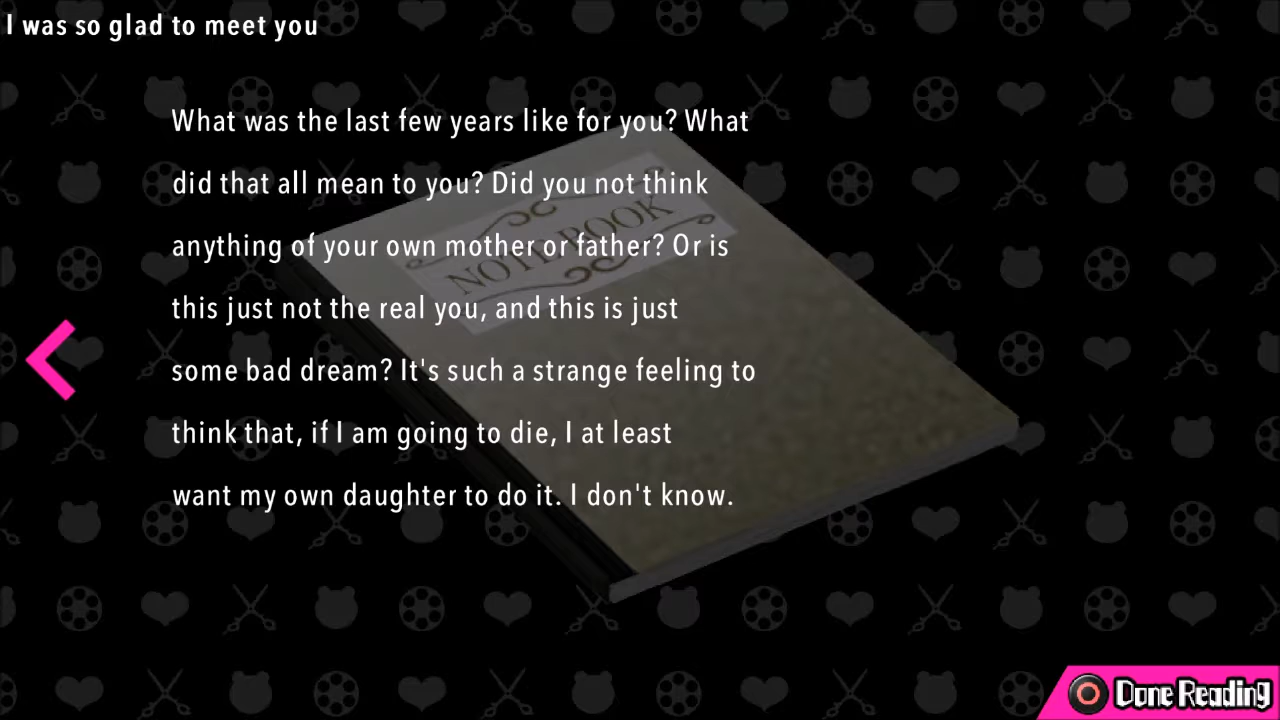 I was so glad to meet you
What was the last few years like for you? What
did that all mean to you? Did you not think
anything of your own mother or father? Or is
this just not the real you, and this is just
some bad dream? It's such a strange feeling to
think that, if I am going to die, I at least
want my own daughter to do it. I don't know.
NOTEBOOK
Done Reading